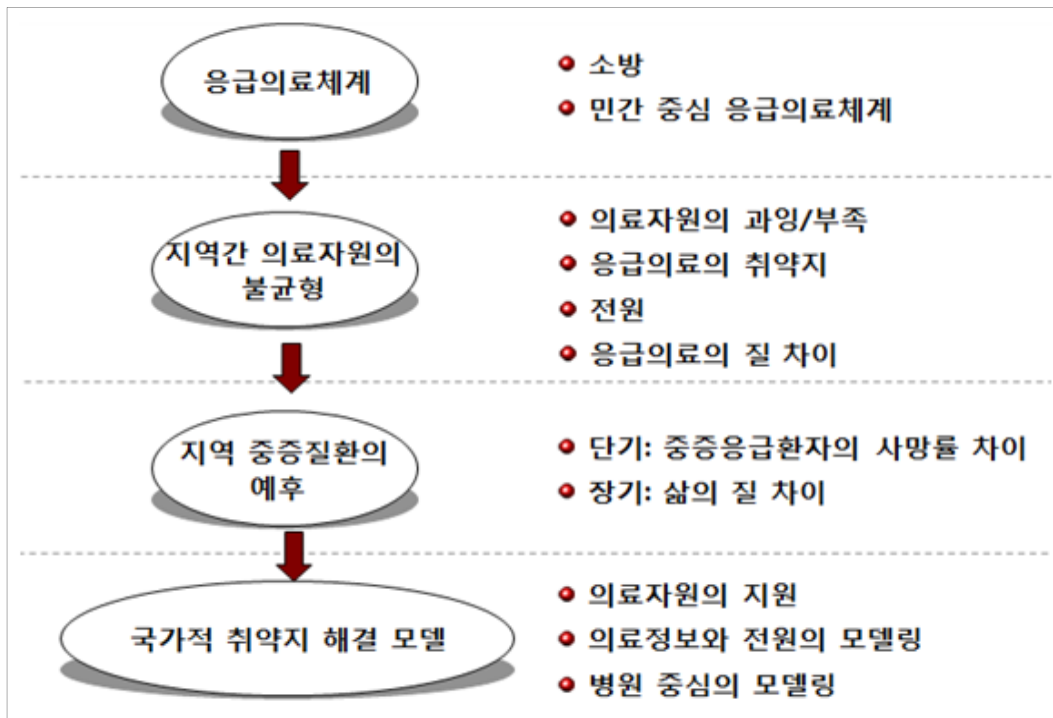 응급의료체계
소방
민간 중심 응급의료체계
지역간 의료자원의
불균형
의료자원의 과잉/부족
응급의료의 취약지
전원
응급의료의 질 차이
지역 중증질환의
예후
단기: 중증응급환자의 사망률 차이
장기: 삶의 질 차이
국가적 취약지 해결 모델
의료자원의 지원
의료정보와 전원의 모델링
병원 중심의 모델링